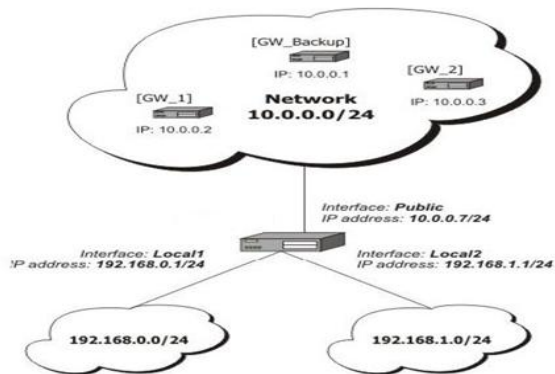 [GW_Backup]
IP: 10.0.0.1
[GW_1]
IP: 10.0.0.2
[GW_2]
IP: 10.0.0.3
Network
10.0.0.0/24
Interface: Public
IP address: 10.0.0.7/24
Interface: Local1
IP address: 192.168.0.1/24
Interface: Local2
IP address: 192.168.1.1/24
192.168.0.0/24
192.168.1.0/24